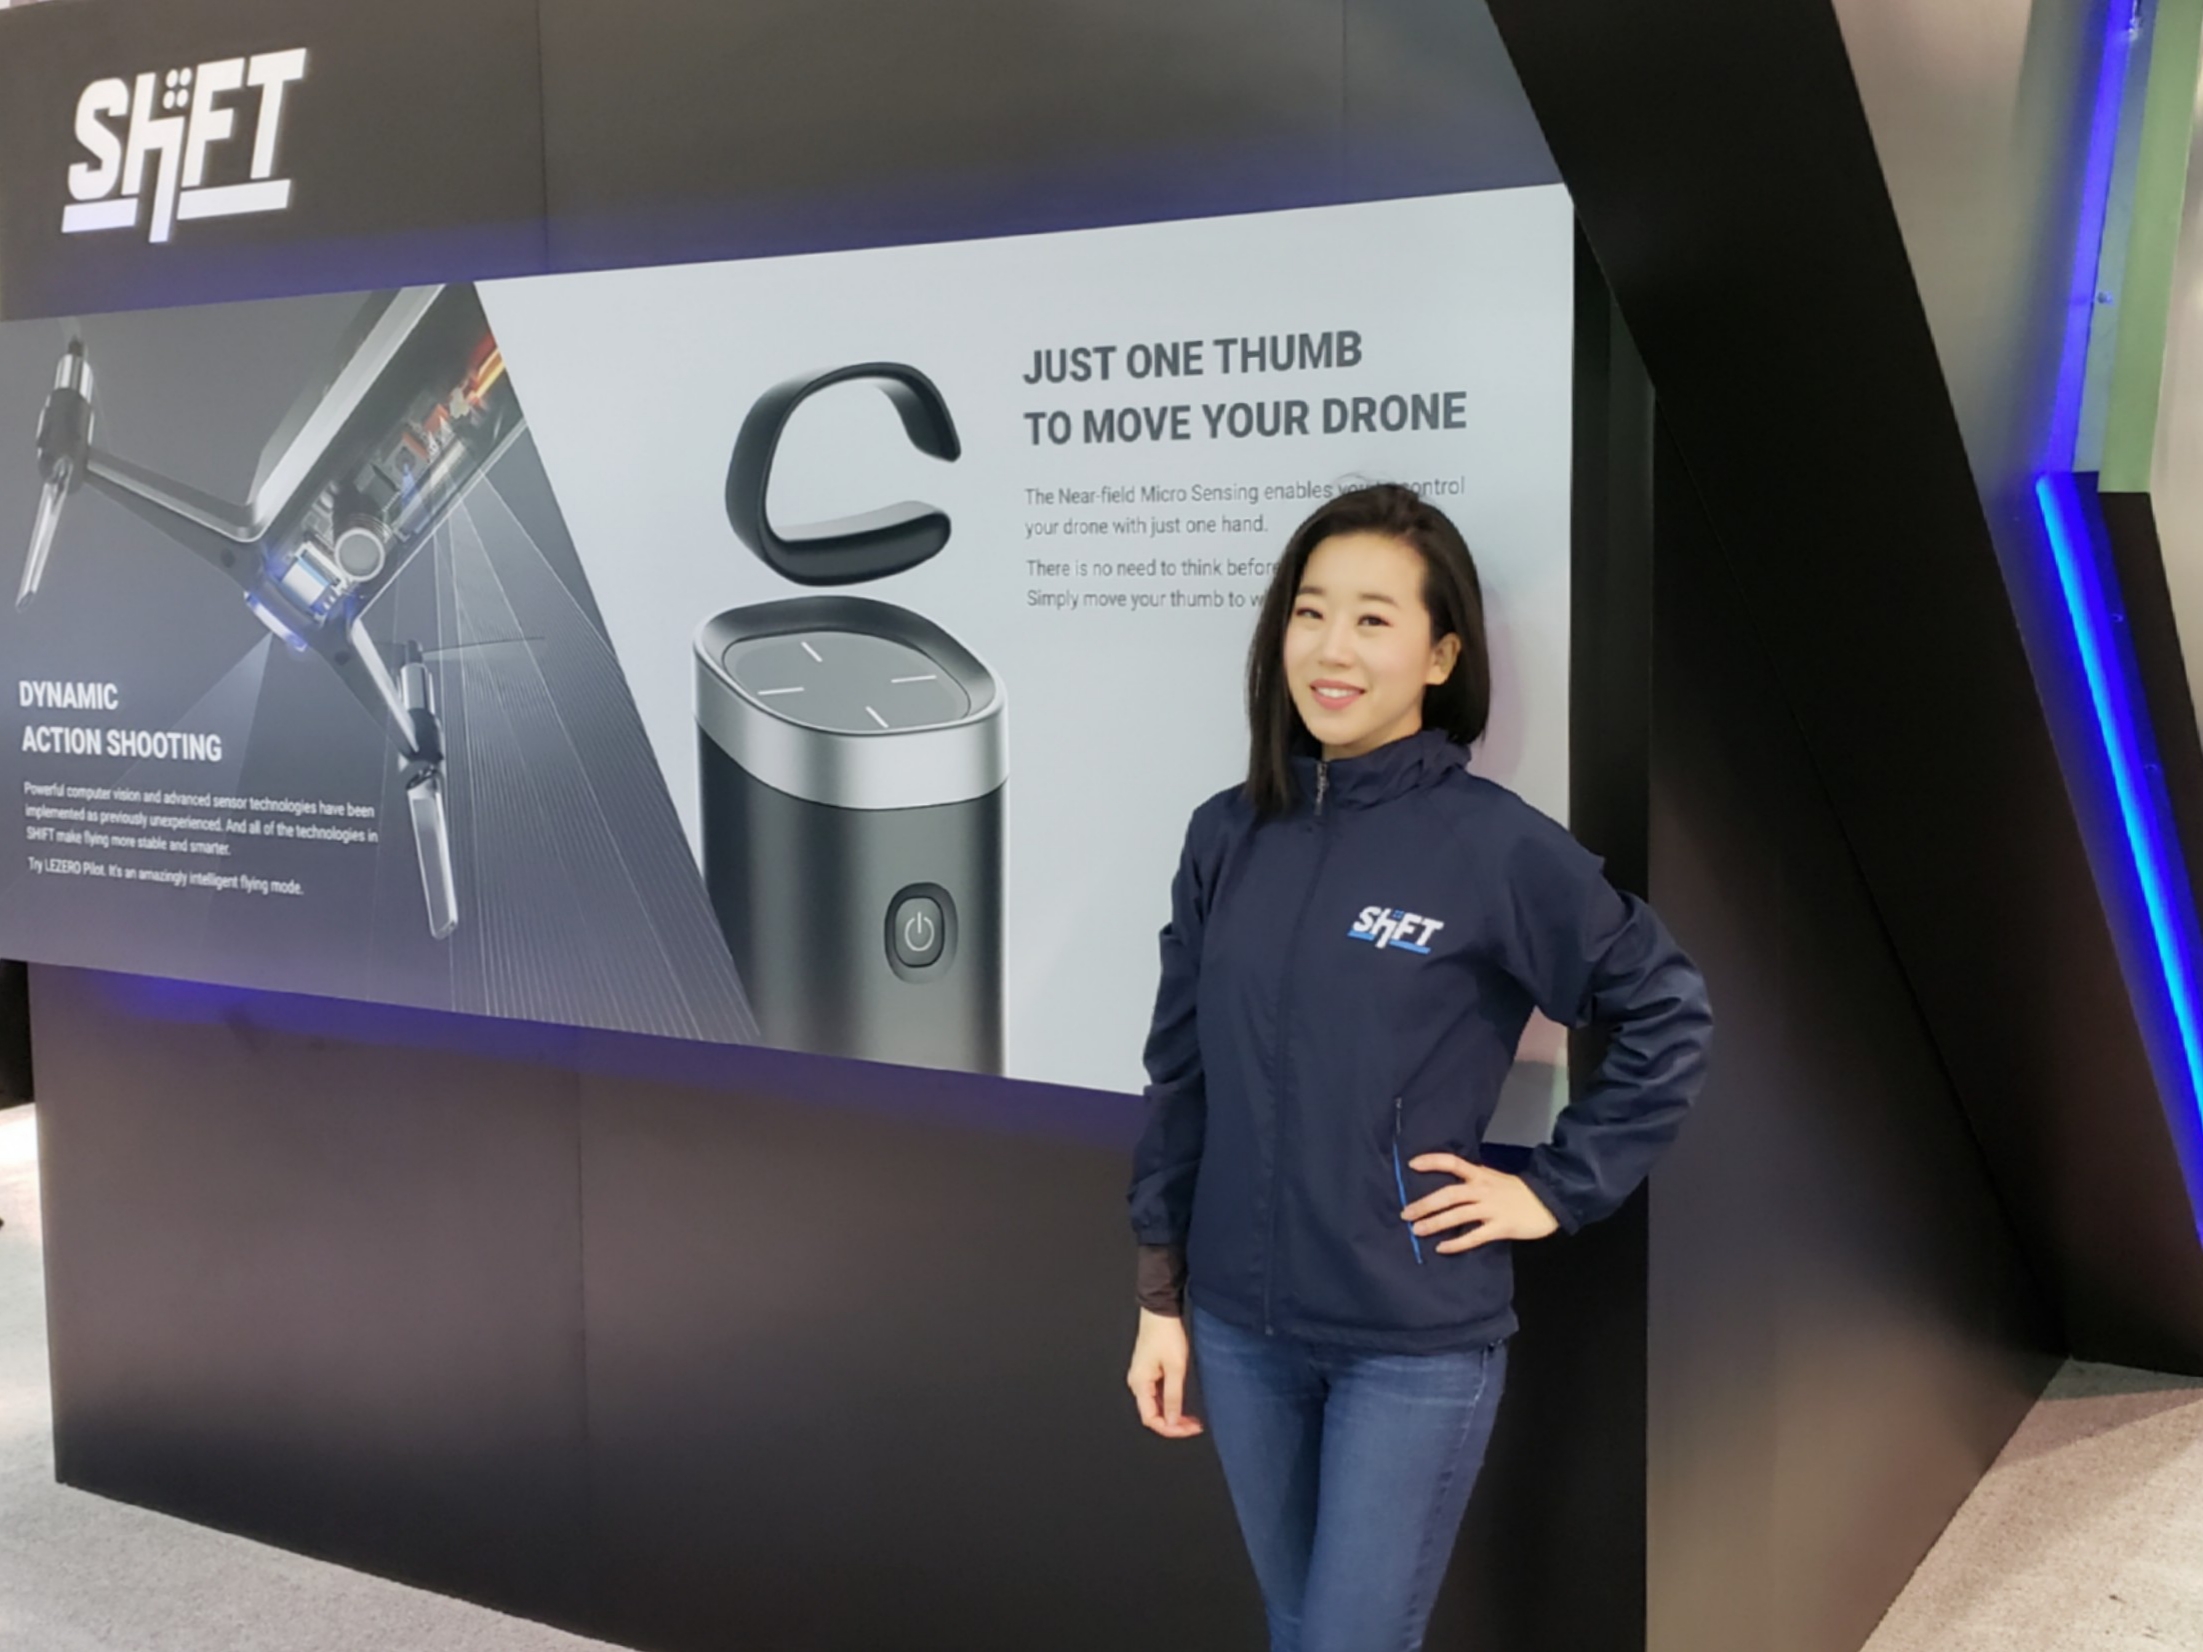 SHiFT
JUST ONE THUMB
TO MOVE YOUR DRONE
The Near-field Micro Sensing enables control
your drone with just one hand.
There is no need to think before
Simply move your thumb to
DYNAMIC
ACTION SHOOTING
Powerful computer vision and advanced sensor technologies have been
implemented as previously unexperienced. And all of the technologies in
SHIFT make flying more stable and smarter.
Try LEZERO Pilot. It's an amazingly intelligent flying mode.
SHiFT